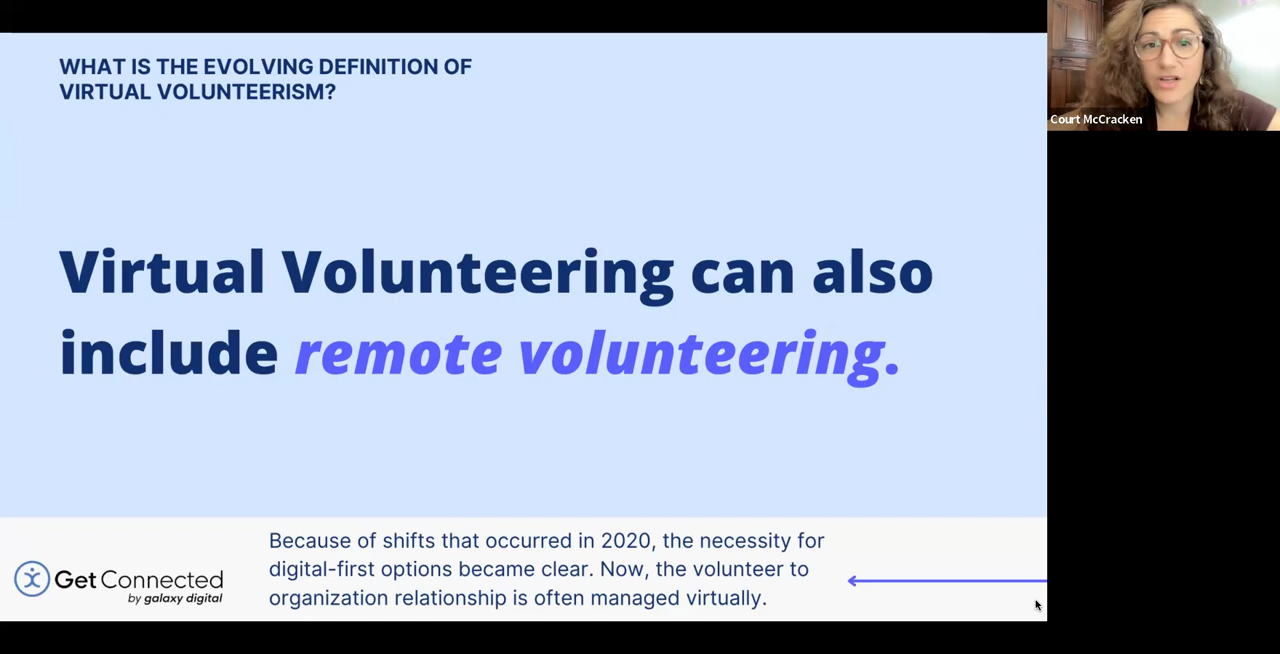 WHAT IS THE EVOLVING DEFINITION OF
VIRTUAL VOLUNTEERISM?
Court McCracken
Virtual Volunteering can also
include remote volunteering.
Because of shifts that occurred in 2020, the necessity for
digital-first options became clear. Now, the volunteer to
organization relationship is often managed virtually.
GetConnected
by galaxy digital